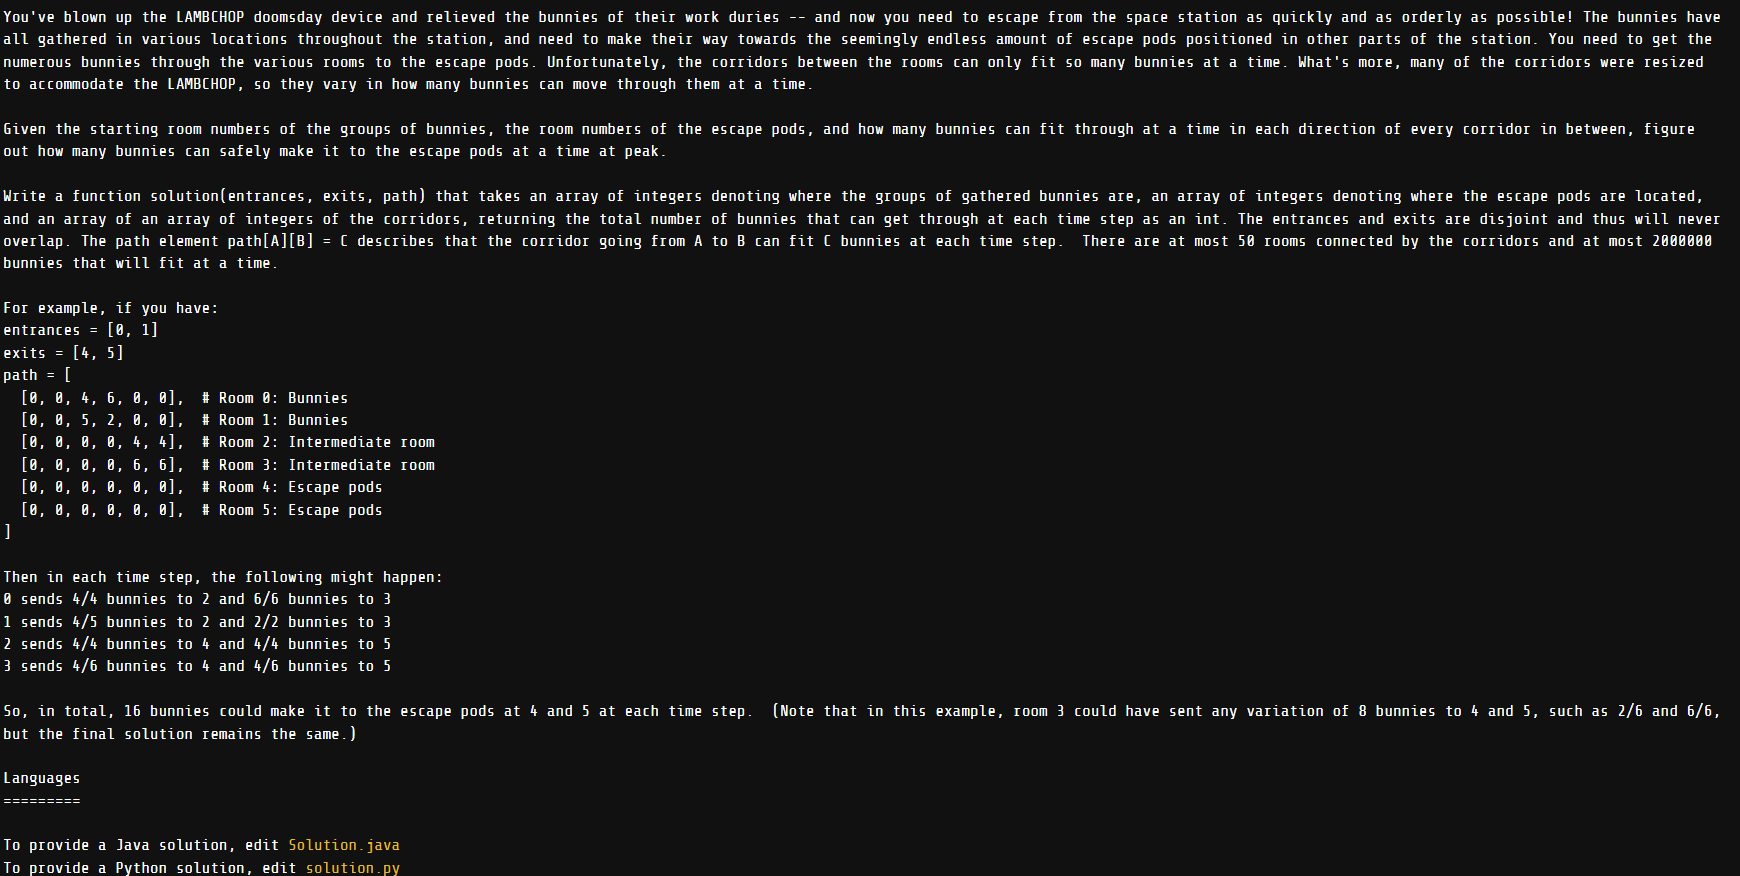 You've blown up the LAMBCHOP doomsday device and relieved the bunnies of their work duries -- and now you need to escape from the space station as quickly and as orderly as possible! The bunnies have
all gathered in various locations throughout the station, and need to make their way towards the seemingly endless amount of escape pods positioned in other parts of the station. You need to get the
numerous bunnies through the various rooms to the escape pods. Unfortunately, the corridors between the rooms can only fit so many bunnies at a time. What's more, many of the corridors were resized
to accommodate the LAMBCHOP, so they vary in how many bunnies can move through them at a time.

Given the starting room numbers of the groups of bunnies, the room numbers of the escape pods, and how many bunnies can fit through at a time in each direction of every corridor in between, figure
out how many bunnies can safely make it to the escape pods at a time at peak.

Write a function solution(entrances, exits, path) that takes an array of integers denoting where the groups of gathered bunnies are, an array of integers denoting where the escape pods are located,
and an array of an array of integers of the corridors, returning the total number of bunnies that can get through at each time step as an int. The entrances and exits are disjoint and thus will never
overlap. The path element path[A][B] = C describes that the corridor going from A to B can fit C bunnies at each time step.  There are at most 50 rooms connected by the corridors and at most 2000000
bunnies that will fit at a time.

For example, if you have:
entrances = [0, 1]
exits = [4, 5]
path = [
  [0, 0, 4, 6, 0, 0],  # Room 0: Bunnies
  [0, 0, 5, 2, 0, 0],  # Room 1: Bunnies
  [0, 0, 0, 0, 4, 4],  # Room 2: Intermediate room
  [0, 0, 0, 0, 6, 6],  # Room 3: Intermediate room
  [0, 0, 0, 0, 0, 0],  # Room 4: Escape pods
  [0, 0, 0, 0, 0, 0],  # Room 5: Escape pods
]

Then in each time step, the following might happen:
0 sends 4/4 bunnies to 2 and 6/6 bunnies to 3
1 sends 4/5 bunnies to 2 and 2/2 bunnies to 3
2 sends 4/4 bunnies to 4 and 4/4 bunnies to 5
3 sends 4/6 bunnies to 4 and 4/6 bunnies to 5

So, in total, 16 bunnies could make it to the escape pods at 4 and 5 at each time step.  (Note that in this example, room 3 could have sent any variation of 8 bunnies to 4 and 5, such as 2/6 and 6/6,
but the final solution remains the same.)

Languages
=========

To provide a Java solution, edit Solution.java
To provide a Python solution, edit solution.py